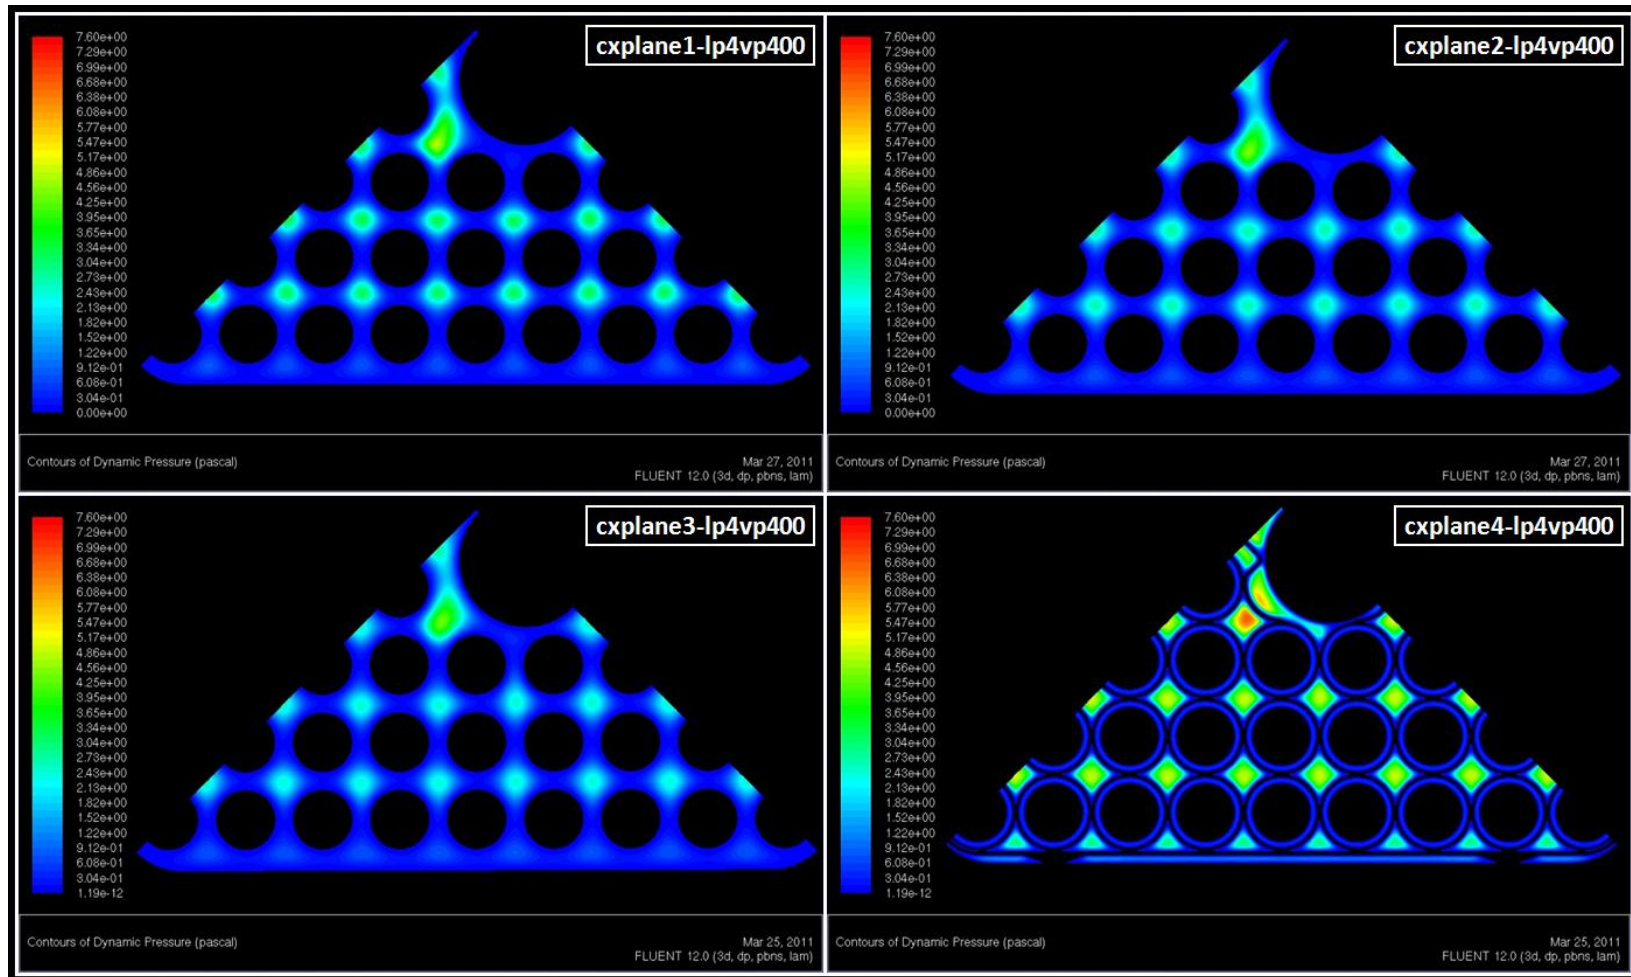 cxplane1-lp4vp400
7.60e+00
7.29e+00
6.99e+00
6.68e+00
6.38e+00
6.08e+00
5.77e+00
5.47e+00
5.17e+00
4.86e+00
4.56e+00
4.25e+00
3.95e+00
3.65e+00
3.34e+00
3.04e+00
2.73e+00
2.43e+00
2.13e+00
1.82e+00
1.52e+00
1.22e+00
9.12e-01
6.08e-01
3.04e-01
0.00e+00
Contours of Dynamic Pressure (pascal)
Mar 27, 2011
FLUENT 12.0 (3d, dp, pbns, lam)
cxplane2-lp4vp400
7.60e+00
7.29e+00
6.99e+00
6.68e+00
6.38e+00
6.08e+00
5.77e+00
5.47e+00
5.17e+00
4.86e+00
4.56e+00
4.25e+00
3.95e+00
3.65e+00
3.34e+00
3.04e+00
2.73e+00
2.43e+00
2.13e+00
1.82e+00
1.52e+00
1.22e+00
9.12e-01
6.08e-01
3.04e-01
0.00e+00
Contours of Dynamic Pressure (pascal)
Mar 27, 2011
FLUENT 12.0 (3d, dp, pbns, lam)
cxplane3-lp4vp400
7.60e+00
7.29e+00
6.99e+00
6.68e+00
6.38e+00
6.08e+00
5.77e+00
5.47e+00
5.17e+00
4.86e+00
4.56e+00
4.25e+00
3.95e+00
3.65e+00
3.34e+00
3.04e+00
2.73e+00
2.43e+00
2.13e+00
1.82e+00
1.52e+00
1.22e+00
9.12e-01
6.08e-01
3.04e-01
1.19e-12
Contours of Dynamic Pressure (pascal)
Mar 25, 2011
FLUENT 12.0 (3d, dp, pbns, lam)
cxplane4-lp4vp400
7.60e+00
7.29e+00
6.99e+00
6.68e+00
6.38e+00
6.08e+00
5.77e+00
5.47e+00
5.17e+00
4.86e+00
4.56e+00
4.25e+00
3.95e+00
3.65e+00
3.34e+00
3.04e+00
2.73e+00
2.43e+00
2.13e+00
1.82e+00
1.52e+00
1.22e+00
9.12e-01
6.08e-01
3.04e-01
1.19e-12
Contours of Dynamic Pressure (pascal)
Mar 25, 2011
FLUENT 12.0 (3d, dp, pbns, lam)